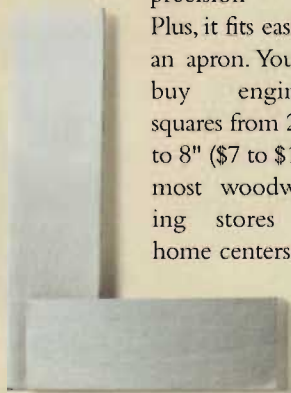 precision
Plus, it fits eas
an apron. You
buy engin
squares from 2
to 8" ($7 to $1
most woodw
ing stores
home centers